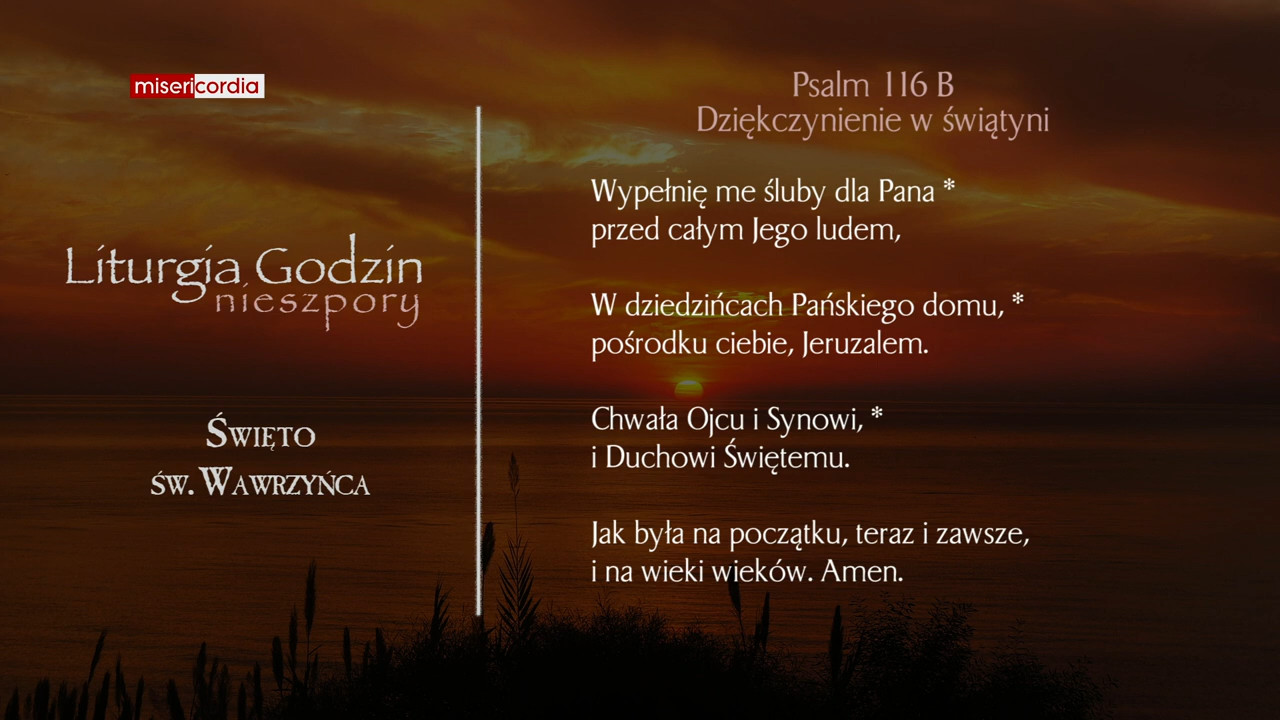 misericordia
Liturgia Godzin
nieszpory
Święto
św. Wawrzyńca
Psalm 116 B
Dziękczynienie w świątyni
Wypełnię me śluby dla Pana *
przed całym Jego ludem,
W dziedzińcach Pańskiego domu, *
pośrodku ciebie, Jeruzalem.
Chwała Ojcu i Synowi, *
i Duchowi Świętemu.
Jak była na początku, teraz i zawsze,
i na wieki wieków. Amen.